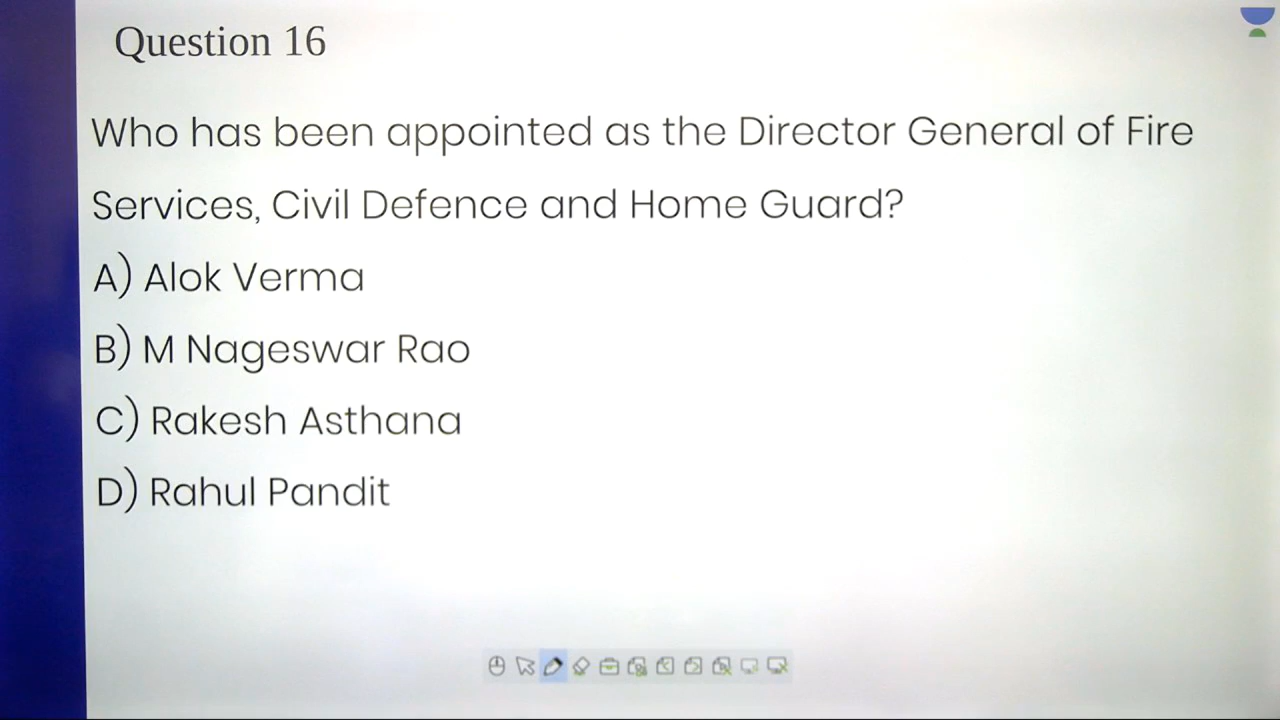 Question 16
Who has been appointed as the Director General of Fire
Services, Civil Defence and Home Guard?
A) Alok Verma
B) M Nageswar Rao
C) Rakesh Asthana
D) Rahul Pandit